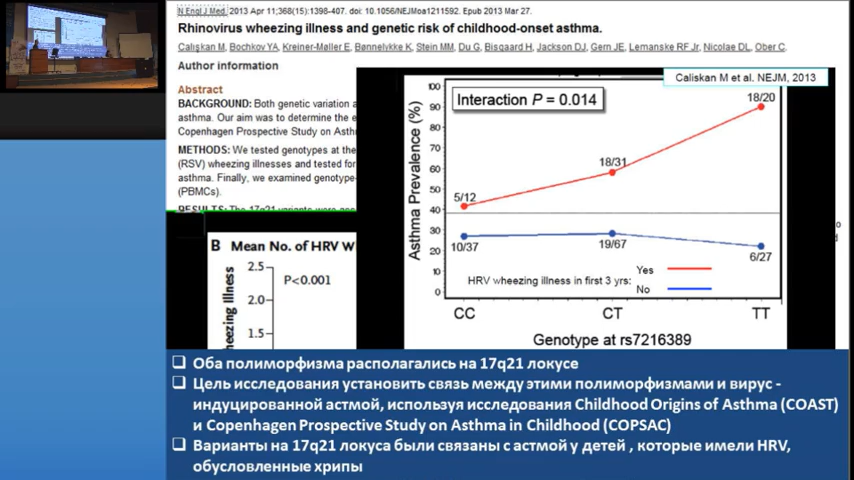 N Engl J Med. 2013 Apr 11;368(15):1398-407. doi: 10.1056/NEJMoa1211592. Epub 2013 Mar 27.
Rhinovirus wheezing illness and genetic risk of childhood-onset asthma.
Calışkan M, Bochkov YA, Kreiner-Møller E, Bønnelykke K, Stein MM, Du G, Bisgaard H, Jackson DJ, Gern JE, Lemanske RF Jr, Nicolae DL, Ober C.
Author information
Abstract
BACKGROUND: Both genetic variation a
asthma. Our aim was to determine the e
Copenhagen Prospective Study on Asth
METHODS: We tested genotypes at the
(RSV) wheezing illnesses and tested for
asthma. Finally, we examined genotype-
(PBMCs).
Caliskan M et al. NEJM, 2013
Interaction P = 0.014
Asthma Prevalence (%)
100
90
80
70
60
50
40
30
20
10
0
5/12
18/31
18/20
10/37
19/67
6/27
HRV wheezing illness in first 3 yrs:
Yes
No
CC
CT
TT
Genotype at rs7216389
B Mean No. of HRV W
P<0.001
2.5
2.0
1.5
eezing illness
Оба полиморфизма располагались на 17q21 локусе
Цель исследования установить связь между этими полиморфизмами и вирус -
индуцированной астмой, используя исследования Childhood Origins of Asthma (COAST)
и Copenhagen Prospective Study on Asthma in Childhood (COPSAC)
Варианты на 17q21 локуса были связаны с астмой у детей , которые имели HRV,
обусловленные хрипы